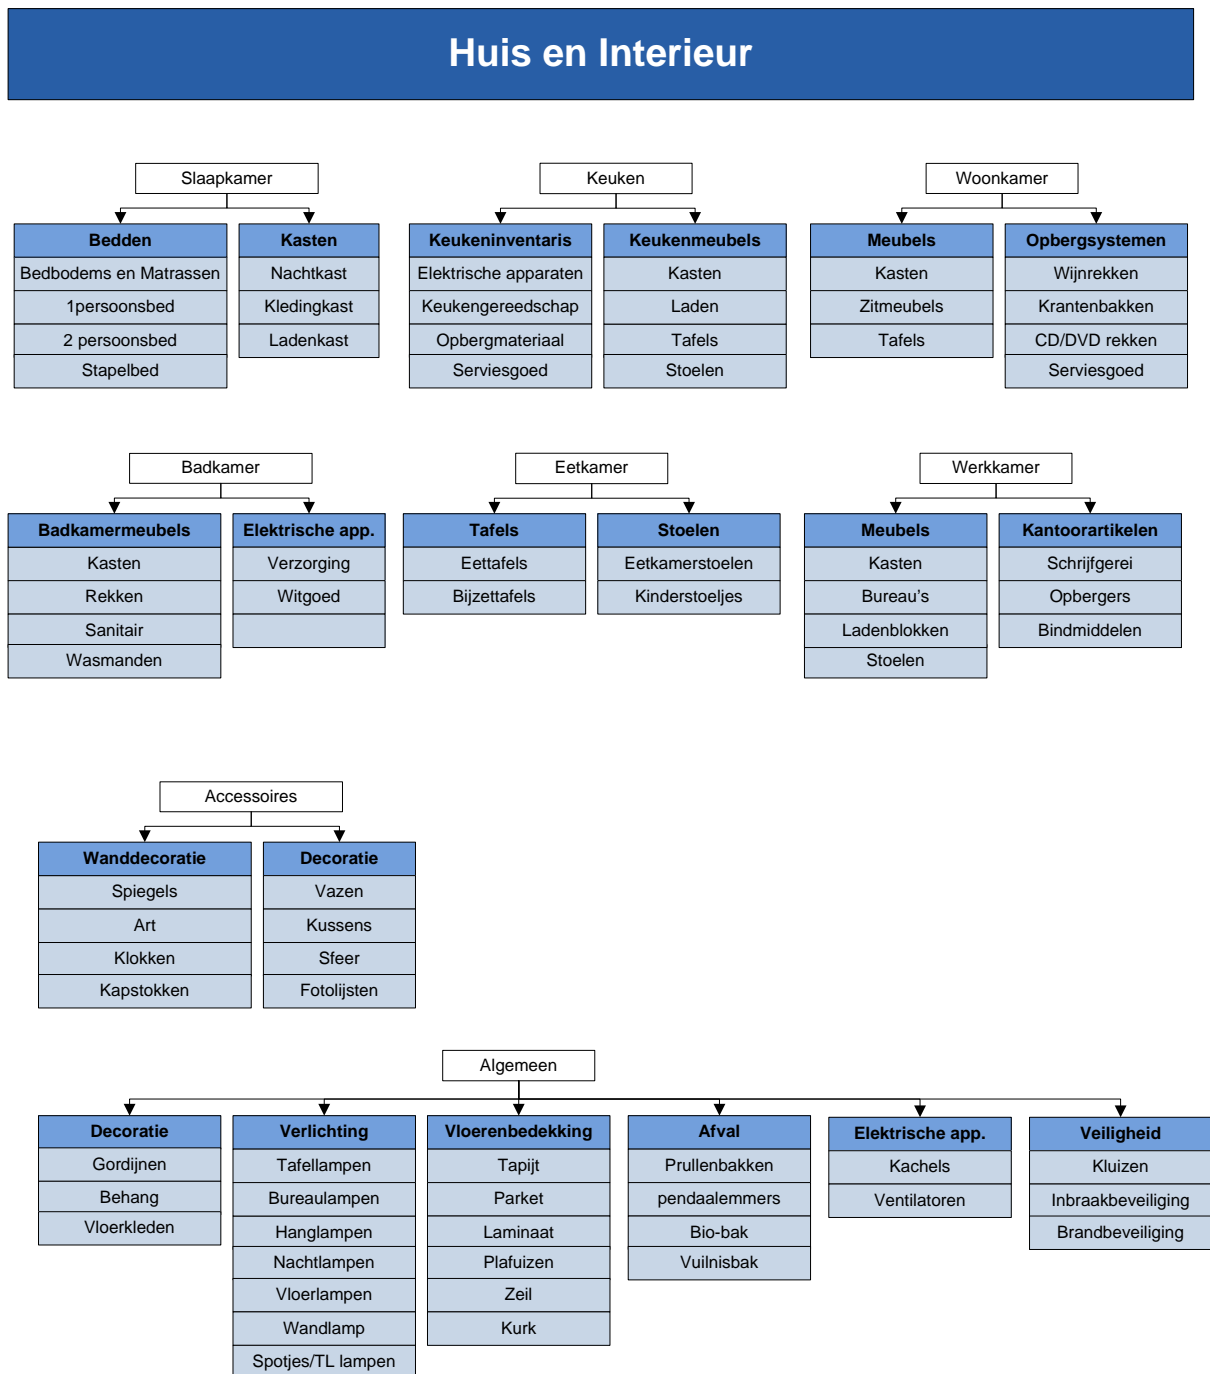 Huis en Interieur
Slaapkamer
Bedden
Bedbodems en Matrassen
1persoonsbed
2 persoonsbed
Stapelbed
Kasten
Nachtkast
Kledingkast
Ladenkast
Keuken
Keukeninventaris
Elektrische apparaten
Keukengereedschap
Opbergmateriaal
Serviesgoed
Keukenmeubels
Kasten
Laden
Tafels
Stoelen
Woonkamer
Meubels
Kasten
Zitmeubels
Tafels
Opbergsystemen
Wijnrekken
Krantenbakken
CD/DVD rekken
Serviesgoed
Badkamer
Badkamermeubels
Kasten
Rekken
Sanitair
Wasmanden
Elektrische app.
Verzorging
Witgoed
Eetkamer
Tafels
Eettafels
Bijzettafels
Stoelen
Eetkamerstoelen
Kinderstoeljes
Werkkamer
Meubels
Kasten
Bureau's
Ladenblokken
Stoelen
Kantoorartikelen
Schrijfgerei
Opbergers
Bindmiddelen
Accessoires
Wanddecoratie
Spiegels
Art
Klokken
Kapstokken
Decoratie
Vazen
Kussens
Sfeer
Fotolijsten
Algemeen
Decoratie
Gordijnen
Behang
Vloerkleden
Verlichting
Tafellampen
Bureaulampen
Hanglampen
Nachtlampen
Vloerlampen
Wandlamp
Spotjes/TL lampen
Vloerenbedekking
Tapijt
Parket
Laminaat
Plafuizen
Zeil
Kurk
Afval
Prullenbakken
pendaalemmers
Bio-bak
Vuilnisbak
Elektrische app.
Kachels
Ventilatoren
Veiligheid
Kluizen
Inbraakbeveiliging
Brandbeveiliging